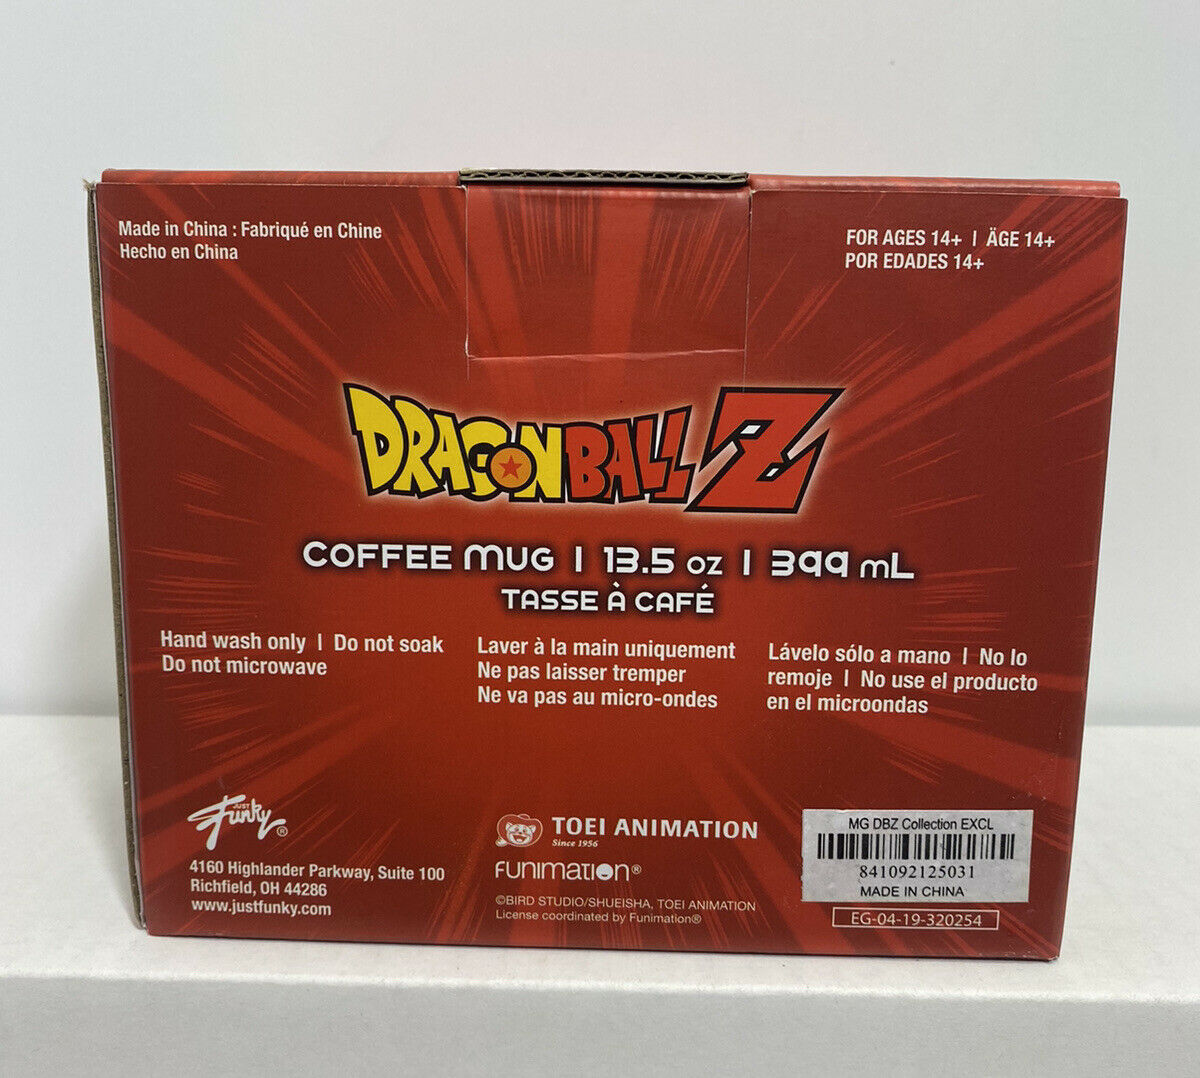 Made in China : Fabriqué en Chine
Hecho en China
FOR AGES 14+ | ÄGE 14+
POR EDADES 14+
DRAGON BALL Z
COFFEE MUG | 13.5 oz | 399 mL
TASSE À CAFÉ
Hand wash only | Do not soak
Do not microwave
Laver à la main uniquement
Ne pas laisser tremper
Ne va pas au micro-ondes
Lávelo sólo a mano | No lo
remoje | No use el producto
en el microondas
JUST
Funky®
4160 Highlander Parkway, Suite 100
Richfield, OH 44286
www.justfunky.com
TOEI ANIMATION
Since 1956
FUnimation®
©BIRD STUDIO/SHUEISHA, TOEI ANIMATION
License coordinated by Funimation®
MG DBZ Collection EXCL
841092125031
MADE IN CHINA
EG-04-19-320254